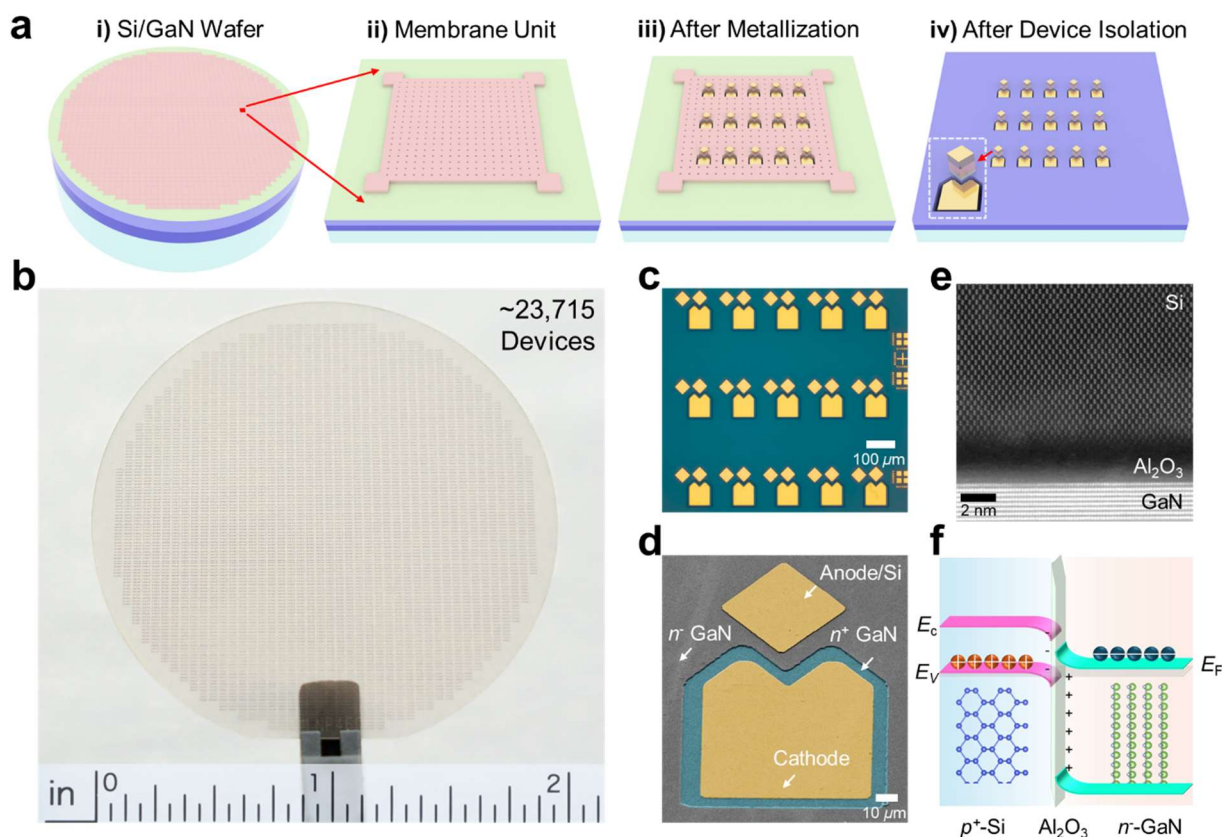 a
i) Si/GaN Wafer
ii) Membrane Unit
iii) After Metallization
iv) After Device Isolation
b
~23,715
Devices
in
0
1
2
c
100 µm
d
Anode/Si
n⁻ GaN
n⁺ GaN
Cathode
10 µm
e
Si
Al₂O₃
GaN
2 nm
f
E_c
E_V
E_F
p⁺-Si
Al₂O₃
n⁻-GaN